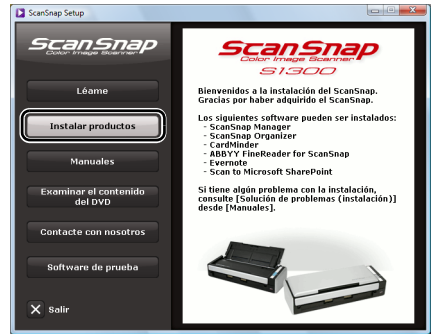 ScanSnap Setup
ScanSnap
Color Image Scanner
Léame
Instalar productos
Manuales
Examinar el contenido
del DVD
Contacte con nosotros
Software de prueba
Salir
ScanSnap
Color Image Scanner
S1300
Bienvenidos a la instalación del ScanSnap.
Gracias por haber adquirido el ScanSnap.
Los siguientes software pueden ser instalados:
- ScanSnap Manager
- ScanSnap Organizer
- CardMinder
- ABBYY FineReader for ScanSnap
- Evernote
- Scan to Microsoft SharePoint
Si tiene algún problema con la instalación,
consulte [Solución de problemas (instalación)]
desde [Manuales].